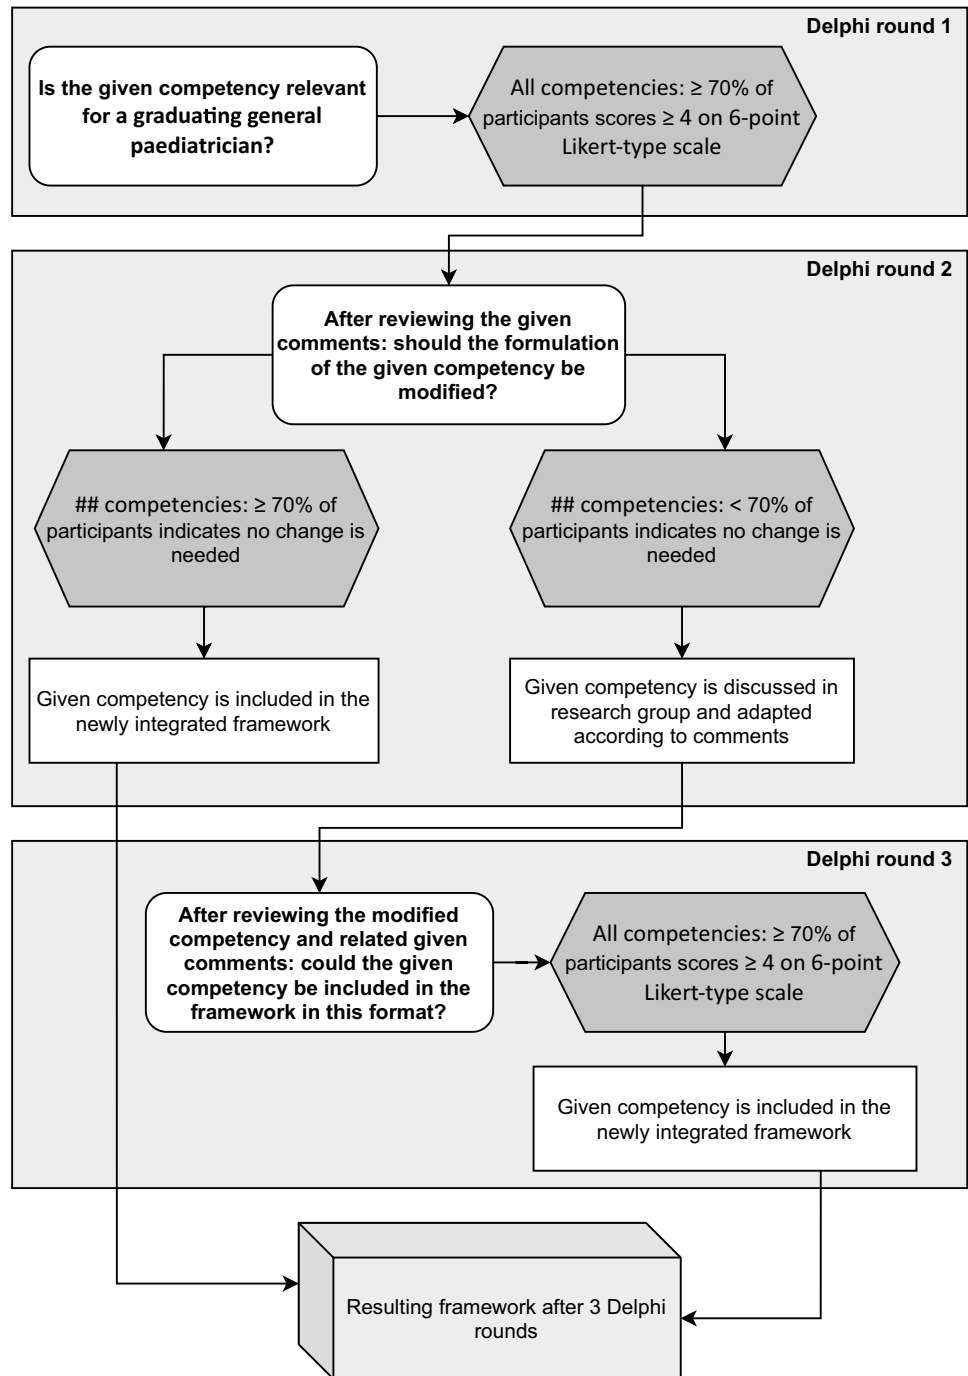 Delphi round 1
Is the given competency relevant
for a graduating general
paediatrician?
All competencies: ≥ 70% of
participants scores ≥ 4 on 6-point
Likert-type scale
Delphi round 2
After reviewing the given
comments: should the formulation
of the given competency be
modified?
## competencies: ≥ 70% of
participants indicates no change is
needed
## competencies: < 70% of
participants indicates no change is
needed
Given competency is included in the
newly integrated framework
Given competency is discussed in
research group and adapted
according to comments
Delphi round 3
After reviewing the modified
competency and related given
comments: could the given
competency be included in the
framework in this format?
All competencies: ≥ 70% of
participants scores ≥ 4 on 6-point
Likert-type scale
Given competency is included in the
newly integrated framework
Resulting framework after 3 Delphi
rounds